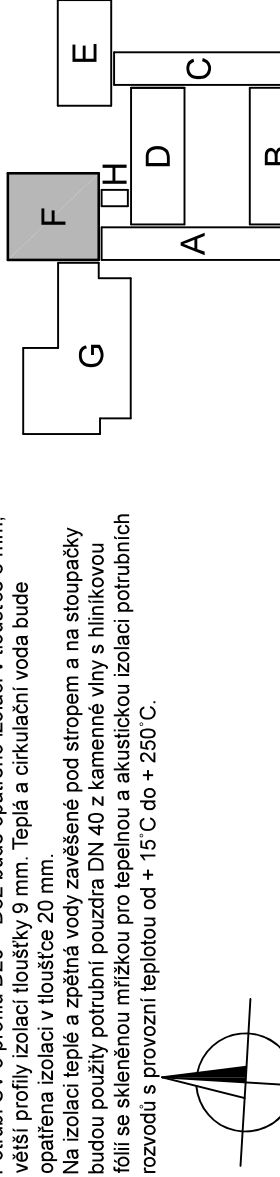 větší profily izolací tloušťky 9 mm. Teplá a cirkulační voda bude
opatřena izolaci v tloušťce 20 mm.
Na izolaci teplé a zpětná vody zavěšené pod stropem a na stoupačky
budou použity potrubní pouzdra DN 40 z kamenné vlny s hliníkovou
fólií se skleněnou mřížkou pro tepelnou a akustickou izolaci potrubních
rozvodů s provozní teplotou od + 15˚C do + 250˚C.
G
F
E
H
A
D
C
B